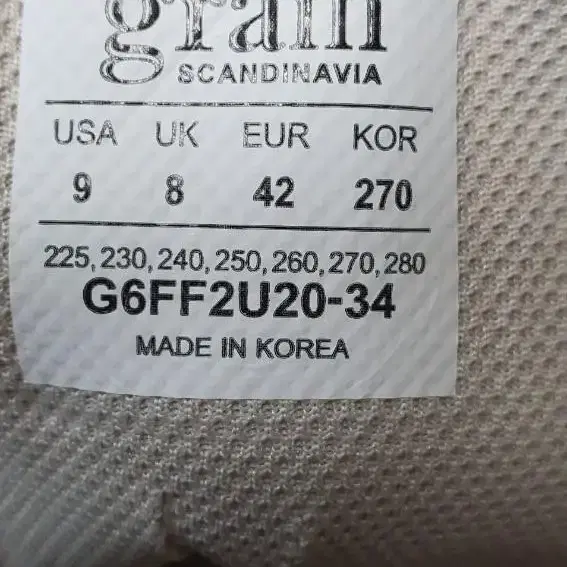 gram
SCANDINAVIA
USA UK EUR KOR
9 8 42 270
225, 230, 240, 250, 260, 270, 280
G6FF2U20-34
MADE IN KOREA